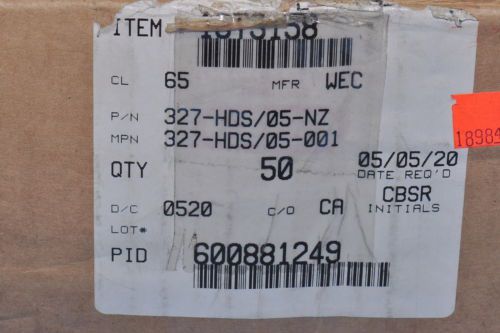 ITEM 1873158
CL 65 MFR WEC
P/N 327-HDS/05-NZ
MPN 327-HDS/05-001
QTY 50 05/05/20
DATE REQ'D
CBSR
D/C 0520 C/O CA INITIALS
LOT#
PID 600881249
18984